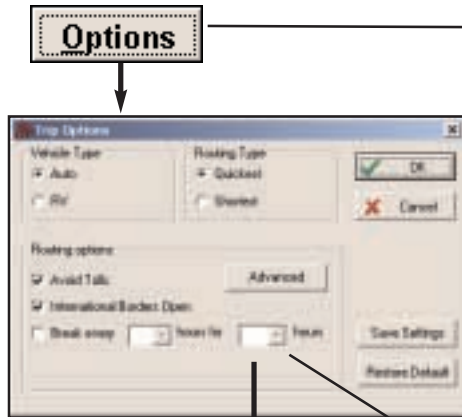 Options
Trip Options
Vehicle Type
Auto
RV
Routing Type
Quickest
Shortest
OK
Cancel
Routing options
Avoid Tolls
Advanced
International Borders Open
Break every hours for hours
Save Settings
Restore Default